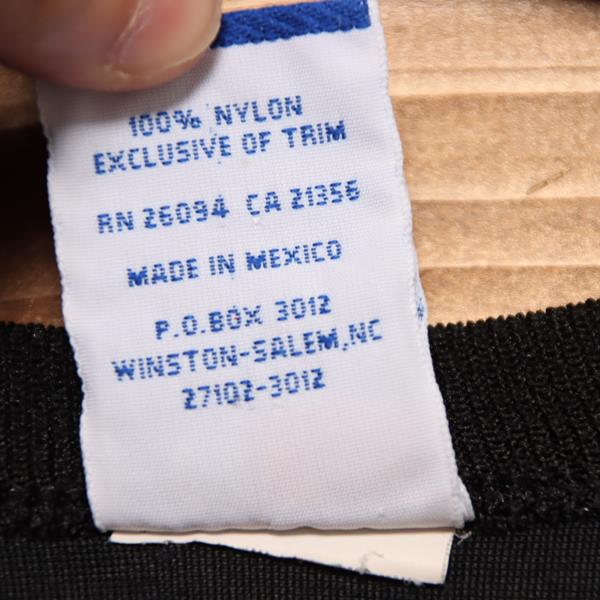 100% NYLON
EXCLUSIVE OF TRIM
RN 26094 CA 21356
MADE IN MEXICO
P.O.BOX 3012
WINSTON-SALEM,NC
27102-3012